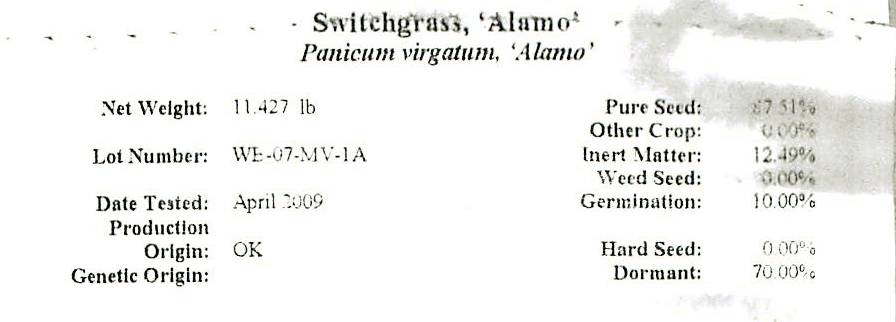 Switchgrass, 'Alamo'
Panicum virgatum, 'Alamo'
Net Weight: 11.427 lb
Lot Number: WE-07-MV-1A
Date Tested: April 2009
Production
Origin: OK
Genetic Origin:
Pure Seed: 87.51%
Other Crop: 0.00%
Inert Matter: 12.49%
Weed Seed: 0.00%
Germination: 10.00%
Hard Seed: 0.00%
Dormant: 70.00%